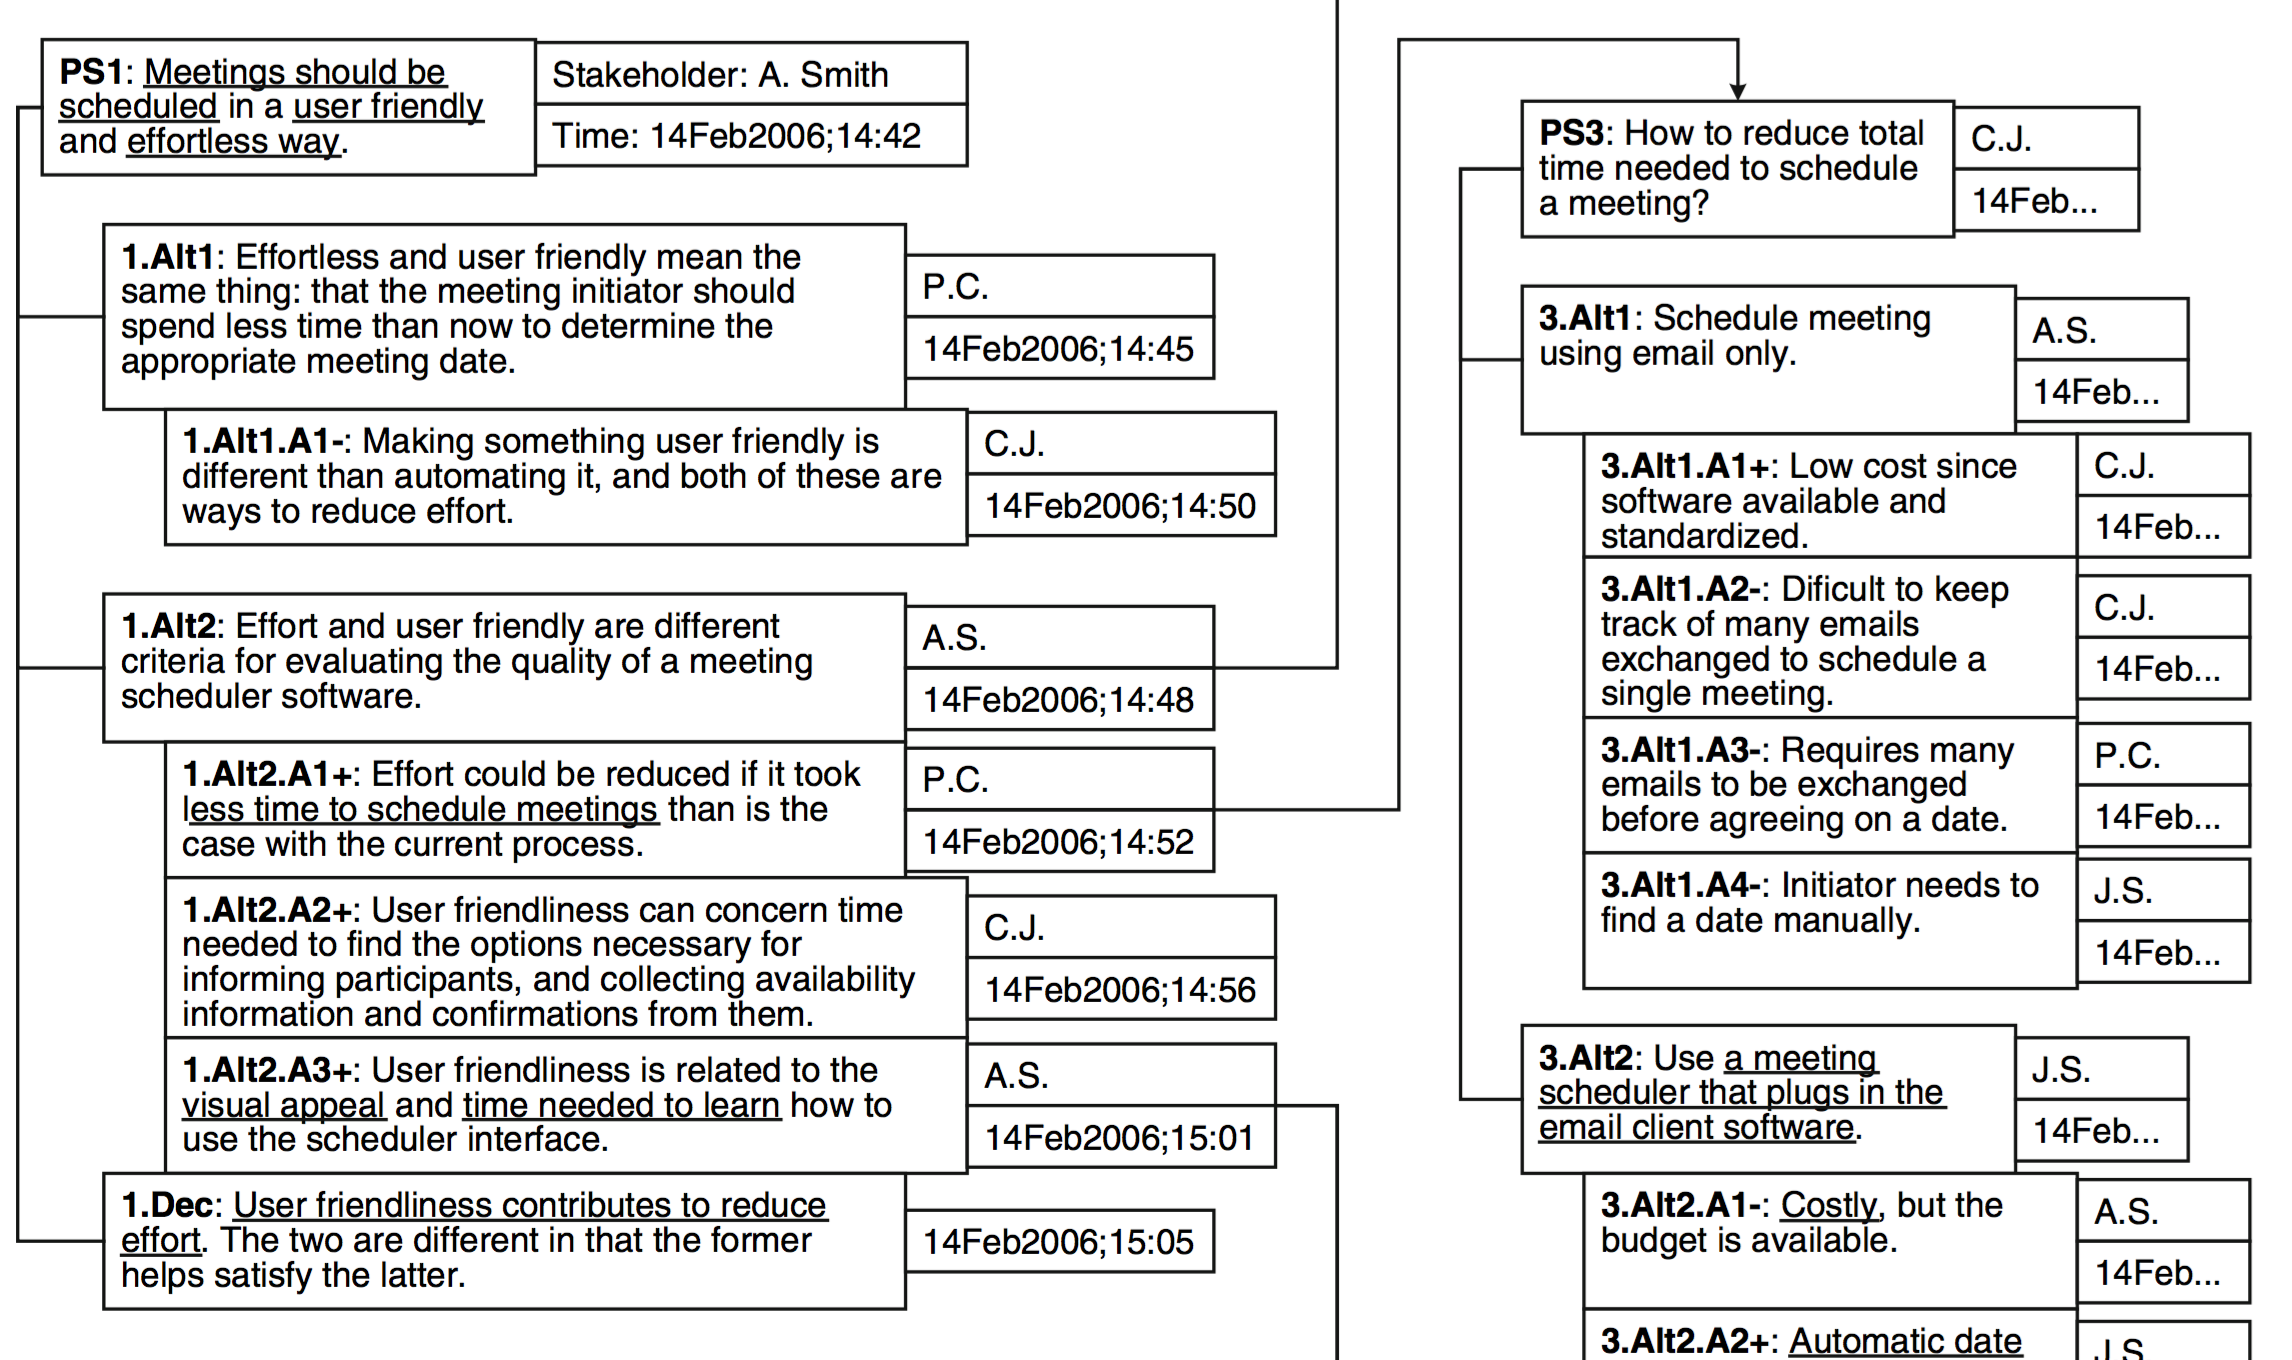 PS1: Meetings should be
scheduled in a user friendly
and effortless way.
Stakeholder: A. Smith
Time: 14Feb2006;14:42
1.Alt1: Effortless and user friendly mean the
same thing: that the meeting initiator should
spend less time than now to determine the
appropriate meeting date.
P.C.
14Feb2006;14:45
1.Alt1.A1-: Making something user friendly is
different than automating it, and both of these are
ways to reduce effort.
C.J.
14Feb2006;14:50
1.Alt2: Effort and user friendly are different
criteria for evaluating the quality of a meeting
scheduler software.
A.S.
14Feb2006;14:48
1.Alt2.A1+: Effort could be reduced if it took
less time to schedule meetings than is the
case with the current process.
P.C.
14Feb2006;14:52
1.Alt2.A2+: User friendliness can concern time
needed to find the options necessary for
informing participants, and collecting availability
information and confirmations from them.
C.J.
14Feb2006;14:56
1.Alt2.A3+: User friendliness is related to the
visual appeal and time needed to learn how to
use the scheduler interface.
A.S.
14Feb2006;15:01
1.Dec: User friendliness contributes to reduce
effort. The two are different in that the former
helps satisfy the latter.
14Feb2006;15:05
PS3: How to reduce total
time needed to schedule
a meeting?
C.J.
14Feb...
3.Alt1: Schedule meeting
using email only.
A.S.
14Feb...
3.Alt1.A1+: Low cost since
software available and
standardized.
C.J.
14Feb...
3.Alt1.A2-: Dificult to keep
track of many emails
exchanged to schedule a
single meeting.
C.J.
14Feb...
3.Alt1.A3-: Requires many
emails to be exchanged
before agreeing on a date.
P.C.
14Feb...
3.Alt1.A4-: Initiator needs to
find a date manually.
J.S.
14Feb...
3.Alt2: Use a meeting
scheduler that plugs in the
email client software.
J.S.
14Feb...
3.Alt2.A1-: Costly, but the
budget is available.
A.S.
14Feb...
3.Alt2.A2+: Automatic date
J.S.